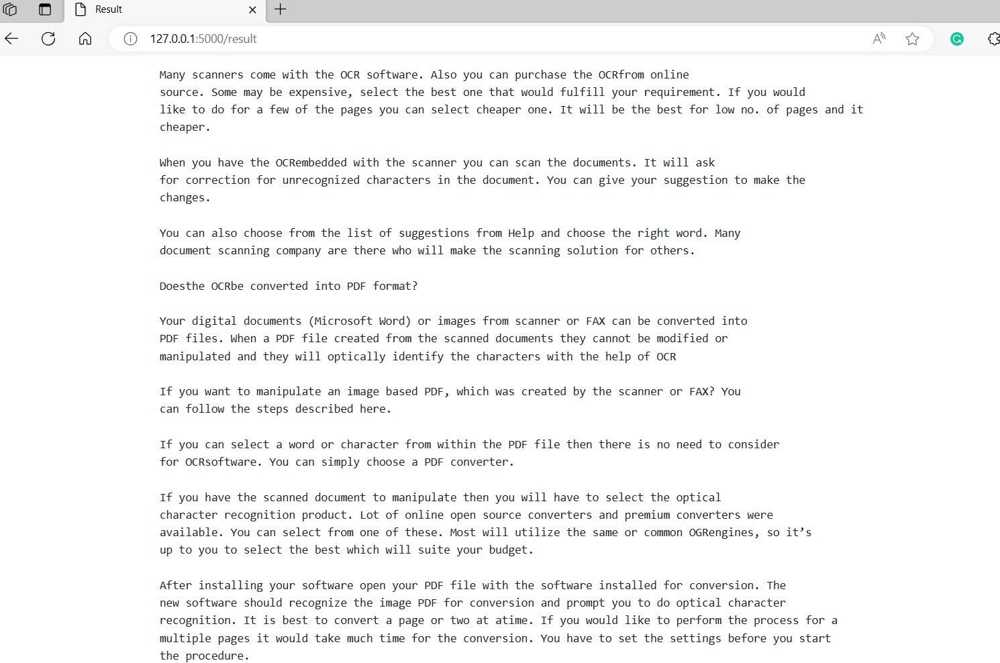 Result
127.0.0.1:5000/result
Many scanners come with the OCR software. Also you can purchase the OCRfrom online
source. Some may be expensive, select the best one that would fulfill your requirement. If you would
like to do for a few of the pages you can select cheaper one. It will be the best for low no. of pages and it
cheaper.
When you have the OCRembedded with the scanner you can scan the documents. It will ask
for correction for unrecognized characters in the document. You can give your suggestion to make the
changes.
You can also choose from the list of suggestions from Help and choose the right word. Many
document scanning company are there who will make the scanning solution for others.
Doesthe OCRbe converted into PDF format?
Your digital documents (Microsoft Word) or images from scanner or FAX can be converted into
PDF files. When a PDF file created from the scanned documents they cannot be modified or
manipulated and they will optically identify the characters with the help of OCR
If you want to manipulate an image based PDF, which was created by the scanner or FAX? You
can follow the steps described here.
If you can select a word or character from within the PDF file then there is no need to consider
for OCRsoftware. You can simply choose a PDF converter.
If you have the scanned document to manipulate then you will have to select the optical
character recognition product. Lot of online open source converters and premium converters were
available. You can select from one of these. Most will utilize the same or common OGRengines, so it’s
up to you to select the best which will suite your budget.
After installing your software open your PDF file with the software installed for conversion. The
new software should recognize the image PDF for conversion and prompt you to do optical character
recognition. It is best to convert a page or two at atime. If you would like to perform the process for a
multiple pages it would take much time for the conversion. You have to set the settings before you start
the procedure.